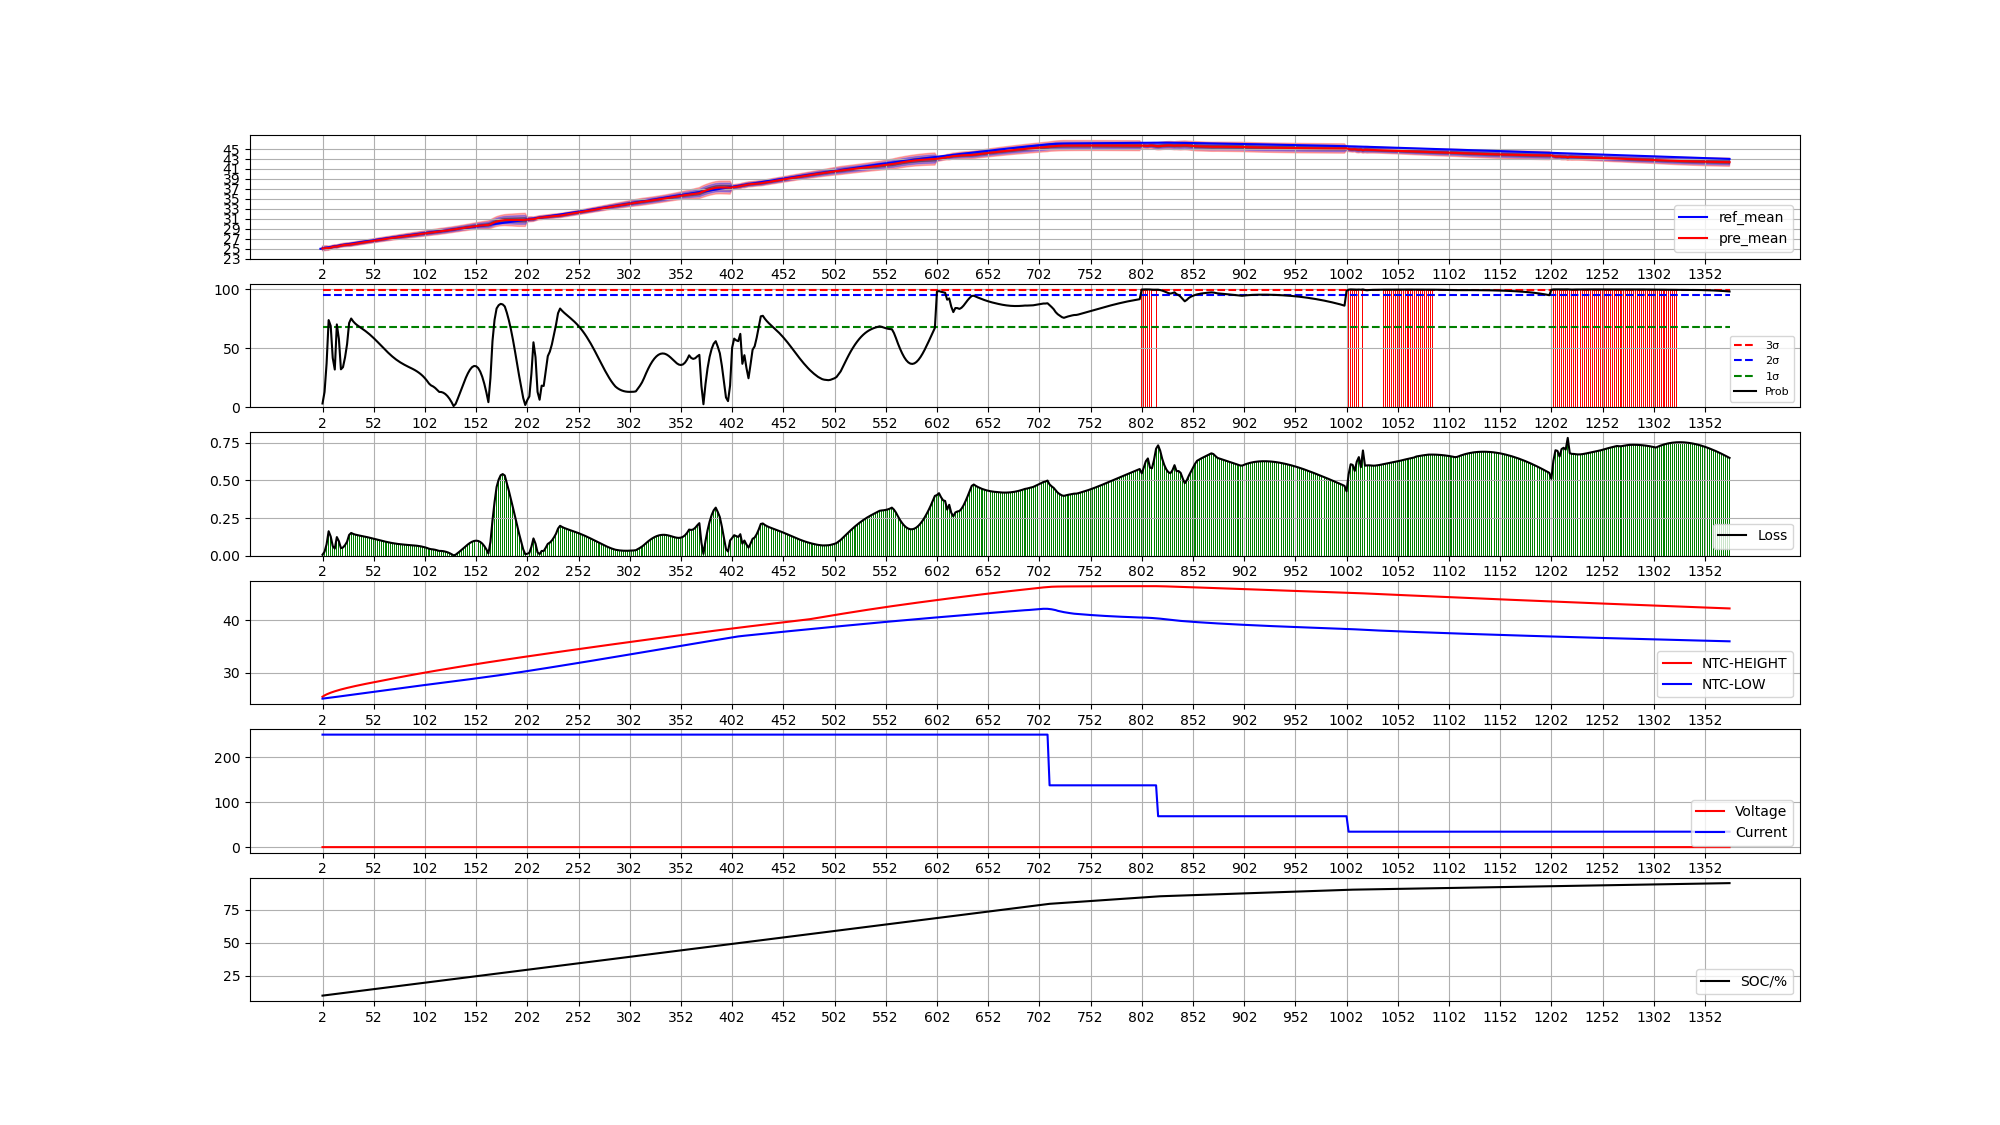 45
43
41
39
37
35
33
31
29
27
25
23
ref_mean
pre_mean
2 52 102 152 202 252 302 352 402 452 502 552 602 652 702 752 802 852 902 952 1002 1052 1102 1152 1202 1252 1302 1352
100
50
0
3σ
2σ
1σ
Prob
2 52 102 152 202 252 302 352 402 452 502 552 602 652 702 752 802 852 902 952 1002 1052 1102 1152 1202 1252 1302 1352
0.75
0.50
0.25
0.00
Loss
2 52 102 152 202 252 302 352 402 452 502 552 602 652 702 752 802 852 902 952 1002 1052 1102 1152 1202 1252 1302 1352
40
30
NTC-HEIGHT
NTC-LOW
2 52 102 152 202 252 302 352 402 452 502 552 602 652 702 752 802 852 902 952 1002 1052 1102 1152 1202 1252 1302 1352
200
100
0
Voltage
Current
2 52 102 152 202 252 302 352 402 452 502 552 602 652 702 752 802 852 902 952 1002 1052 1102 1152 1202 1252 1302 1352
75
50
25
SOC/%
2 52 102 152 202 252 302 352 402 452 502 552 602 652 702 752 802 852 902 952 1002 1052 1102 1152 1202 1252 1302 1352